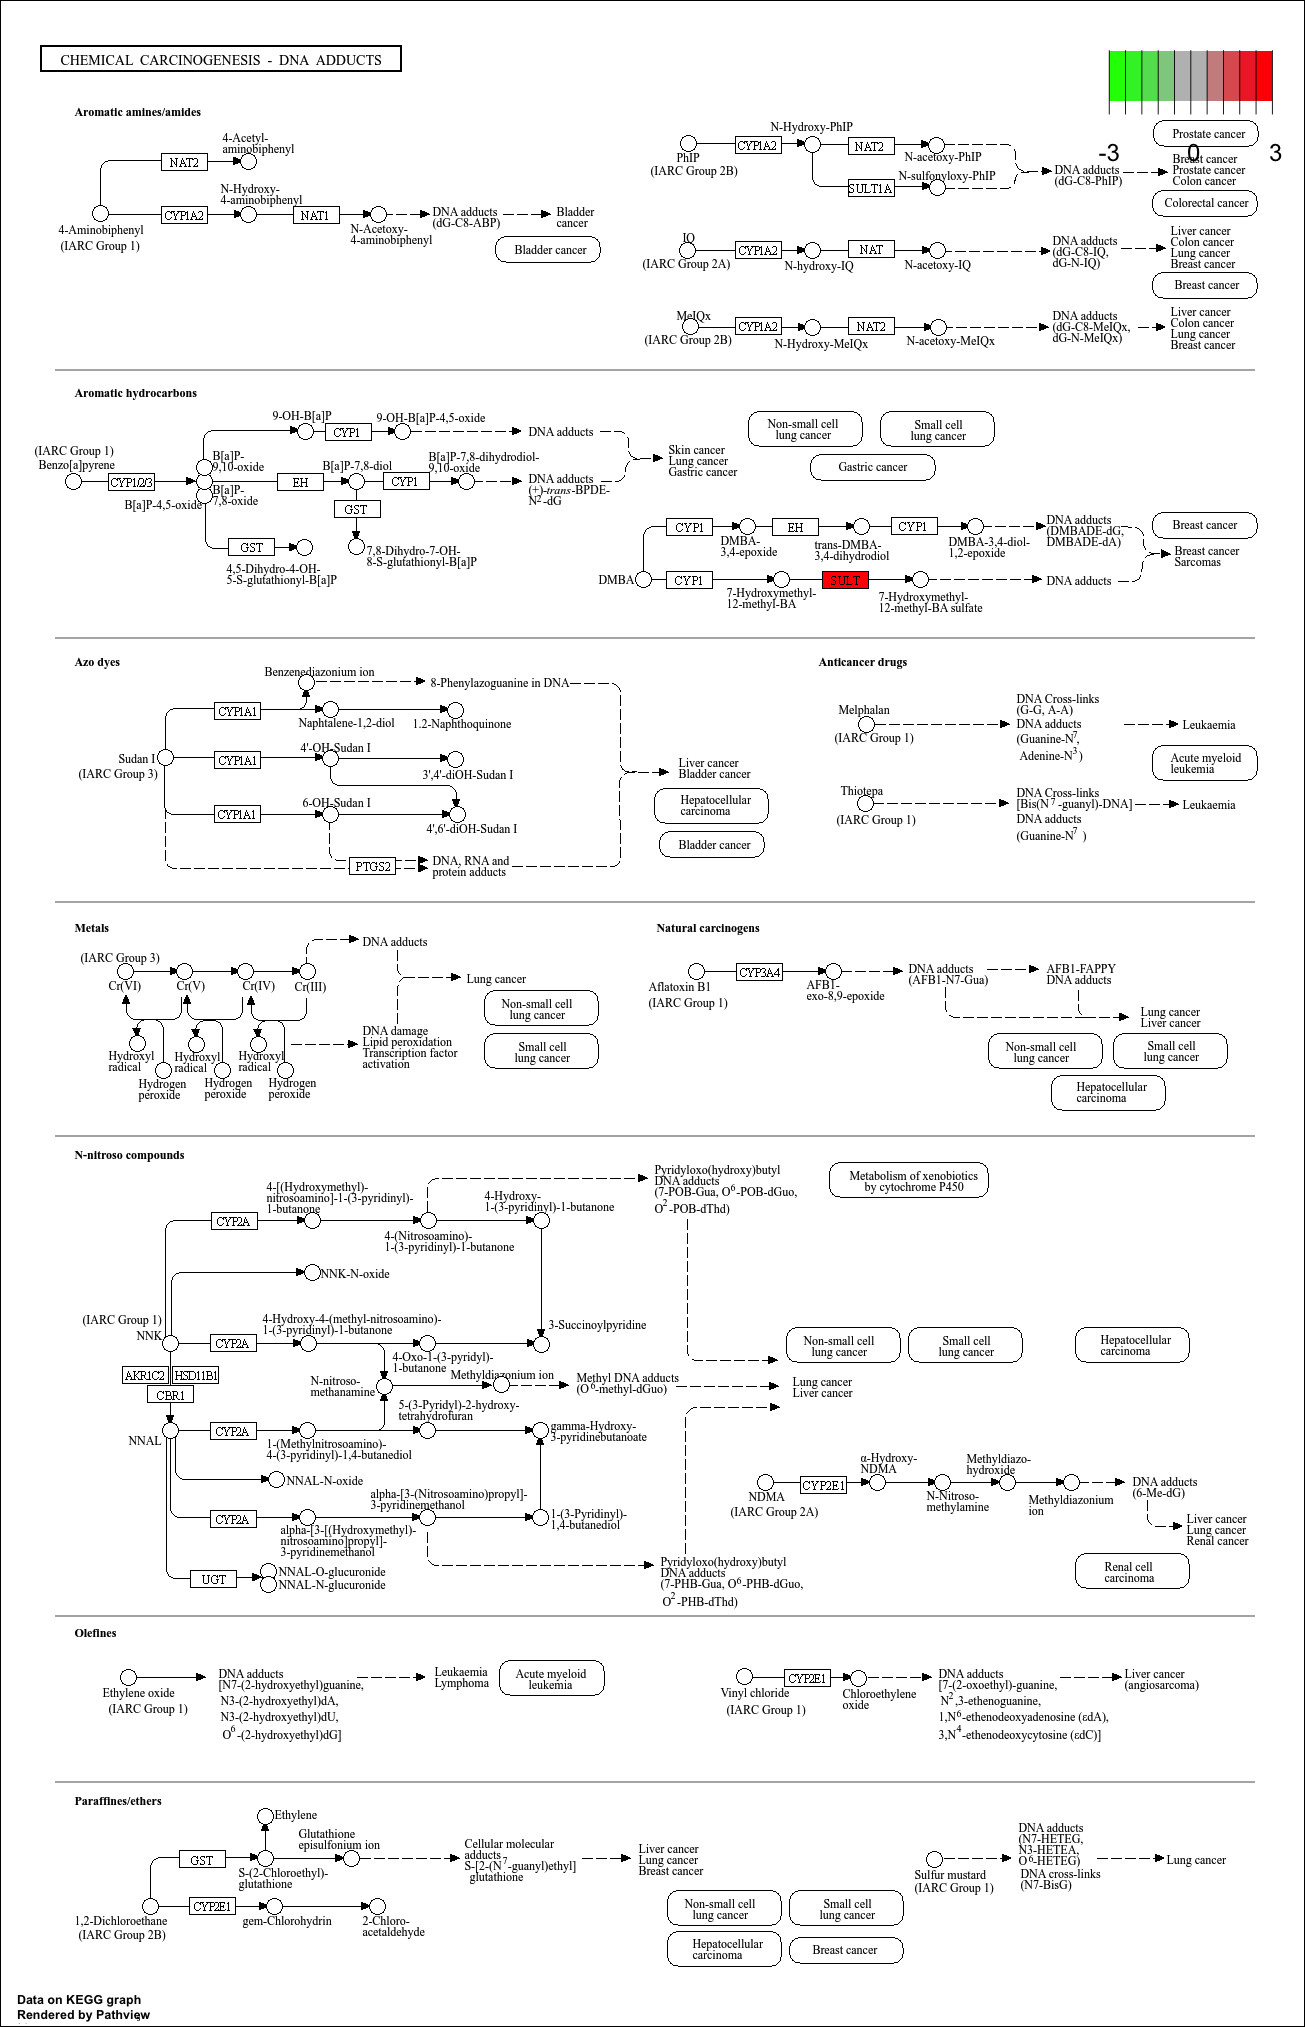 CHEMICAL CARCINOGENESIS - DNA ADDUCTS
-3 0 3
Aromatic amines/amides
4-Acetyl-
aminobiphenyl
NAT2
N-Hydroxy-
4-aminobiphenyl
CYP1A2
NAT1
4-Aminobiphenyl
(IARC Group 1)
N-Acetoxy-
4-aminobiphenyl
DNA adducts
(dG-C8-ABP)
Bladder
cancer
Bladder cancer
N-Hydroxy-PhIP
PhIP
(IARC Group 2B)
CYP1A2
NAT2
N-acetoxy-PhIP
SULT1A
N-sulfonyloxy-PhIP
DNA adducts
(dG-C8-PhIP)
Prostate cancer
Breast cancer
Prostate cancer
Colon cancer
Colorectal cancer
IQ
(IARC Group 2A)
CYP1A2
N-hydroxy-IQ
NAT
N-acetoxy-IQ
DNA adducts
(dG-C8-IQ,
dG-N-IQ)
Liver cancer
Colon cancer
Lung cancer
Breast cancer
Breast cancer
MeIQx
(IARC Group 2B)
CYP1A2
N-Hydroxy-MeIQx
NAT2
N-acetoxy-MeIQx
DNA adducts
(dG-C8-MeIQx,
dG-N-MeIQx)
Liver cancer
Colon cancer
Lung cancer
Breast cancer
Aromatic hydrocarbons
9-OH-B[a]P
CYP1
9-OH-B[a]P-4,5-oxide
DNA adducts
(IARC Group 1)
Benzo[a]pyrene
CYP1/2/3
B[a]P-
9,10-oxide
B[a]P-
7,8-oxide
B[a]P-4,5-oxide
EH
B[a]P-7,8-diol
CYP1
B[a]P-7,8-dihydrodiol-
9,10-oxide
DNA adducts
(+)-trans-BPDE-
N2-dG
Skin cancer
Lung cancer
Gastric cancer
Non-small cell
lung cancer
Small cell
lung cancer
Gastric cancer
GST
7,8-Dihydro-7-OH-
8-S-glutathionyl-B[a]P
GST
4,5-Dihydro-4-OH-
5-S-glutathionyl-B[a]P
DMBA
CYP1
DMBA-
3,4-epoxide
EH
trans-DMBA-
3,4-dihydrodiol
CYP1
DMBA-3,4-diol-
1,2-epoxide
DNA adducts
(DMBADE-dG,
DMBADE-dA)
Breast cancer
Breast cancer
Sarcomas
CYP1
7-Hydroxymethyl-
12-methyl-BA
SULT
7-Hydroxymethyl-
12-methyl-BA sulfate
DNA adducts
Azo dyes
Benzenediazonium ion
8-Phenylazoguanine in DNA
CYP1A1
Naphtalene-1,2-diol
1.2-Naphthoquinone
Sudan I
(IARC Group 3)
CYP1A1
4'-OH-Sudan I
3',4'-diOH-Sudan I
CYP1A1
6-OH-Sudan I
4',6'-diOH-Sudan I
PTGS2
DNA, RNA and
protein adducts
Liver cancer
Bladder cancer
Hepatocellular
carcinoma
Bladder cancer
Anticancer drugs
Melphalan
(IARC Group 1)
DNA Cross-links
(G-G, A-A)
DNA adducts
(Guanine-N7,
Adenine-N3)
Leukaemia
Acute myeloid
leukemia
Thiotepa
(IARC Group 1)
DNA Cross-links
[Bis(N7-guanyl)-DNA]
DNA adducts
(Guanine-N7)
Leukaemia
Metals
(IARC Group 3)
Cr(VI)
Cr(V)
Cr(IV)
Cr(III)
DNA adducts
Lung cancer
Hydroxyl
radical
Hydroxyl
radical
Hydroxyl
radical
Hydrogen
peroxide
Hydrogen
peroxide
Hydrogen
peroxide
DNA damage
Lipid peroxidation
Transcription factor
activation
Non-small cell
lung cancer
Small cell
lung cancer
Natural carcinogens
Aflatoxin B1
(IARC Group 1)
CYP3A4
AFB1-
exo-8,9-epoxide
DNA adducts
(AFB1-N7-Gua)
AFB1-FAPPY
DNA adducts
Lung cancer
Liver cancer
Non-small cell
lung cancer
Small cell
lung cancer
Hepatocellular
carcinoma
N-nitroso compounds
4-[(Hydroxymethyl)-
nitrosoamino]-1-(3-pyridinyl)-
1-butanone
CYP2A
4-(Nitrosoamino)-
1-(3-pyridinyl)-1-butanone
4-Hydroxy-
1-(3-pyridinyl)-1-butanone
Pyridyloxo(hydroxy)butyl
DNA adducts
(7-POB-Gua, O6-POB-dGuo,
O2-POB-dThd)
Metabolism of xenobiotics
by cytochrome P450
NNK-N-oxide
(IARC Group 1)
NNK
CYP2A
4-Hydroxy-4-(methyl-nitrosoamino)-
1-(3-pyridinyl)-1-butanone
4-Oxo-1-(3-pyridyl)-
1-butanone
3-Succinoylpyridine
AKR1C2
HSD11B1
CBR1
N-nitroso-
methanamine
Methyldiazonium ion
Methyl DNA adducts
(O6-methyl-dGuo)
Lung cancer
Liver cancer
Non-small cell
lung cancer
Small cell
lung cancer
Hepatocellular
carcinoma
NNAL
CYP2A
1-(Methylnitrosoamino)-
4-(3-pyridinyl)-1,4-butanediol
5-(3-Pyridyl)-2-hydroxy-
tetrahydrofuran
gamma-Hydroxy-
3-pyridinebutanoate
NNAL-N-oxide
CYP2A
alpha-[3-[(Hydroxymethyl)-
nitrosoamino]propyl]-
3-pyridinemethanol
alpha-[3-(Nitrosoamino)propyl]-
3-pyridinemethanol
1-(3-Pyridinyl)-
1,4-butanediol
UGT
NNAL-O-glucuronide
NNAL-N-glucuronide
Pyridyloxo(hydroxy)butyl
DNA adducts
(7-PHB-Gua, O6-PHB-dGuo,
O2-PHB-dThd)
NDMA
(IARC Group 2A)
CYP2E1
α-Hydroxy-
NDMA
N-Nitroso-
methylamine
Methyldiazo-
hydroxide
Methyldiazonium
ion
DNA adducts
(6-Me-dG)
Liver cancer
Lung cancer
Renal cancer
Renal cell
carcinoma
Olefines
Ethylene oxide
(IARC Group 1)
DNA adducts
[N7-(2-hydroxyethyl)guanine,
N3-(2-hydroxyethyl)dA,
N3-(2-hydroxyethyl)dU,
O6-(2-hydroxyethyl)dG]
Leukaemia
Lymphoma
Acute myeloid
leukemia
Vinyl chloride
(IARC Group 1)
CYP2E1
Chloroethylene
oxide
DNA adducts
[7-(2-oxoethyl)-guanine,
N2,3-ethenoguanine,
1,N6-ethenodeoxyadenosine (εdA),
3,N4-ethenodeoxycytosine (εdC)]
Liver cancer
(angiosarcoma)
Paraffines/ethers
Ethylene
GST
S-(2-Chloroethyl)-
glutathione
Glutathione
episulfonium ion
Cellular molecular
adducts
S-[2-(N7-guanyl)ethyl]
glutathione
Liver cancer
Lung cancer
Breast cancer
1,2-Dichloroethane
(IARC Group 2B)
CYP2E1
gem-Chlorohydrin
2-Chloro-
acetaldehyde
Non-small cell
lung cancer
Small cell
lung cancer
Hepatocellular
carcinoma
Breast cancer
Sulfur mustard
(IARC Group 1)
DNA adducts
(N7-HETEG,
N3-HETEA,
O6-HETEG)
DNA cross-links
(N7-BisG)
Lung cancer
Data on KEGG graph
Rendered by Pathview